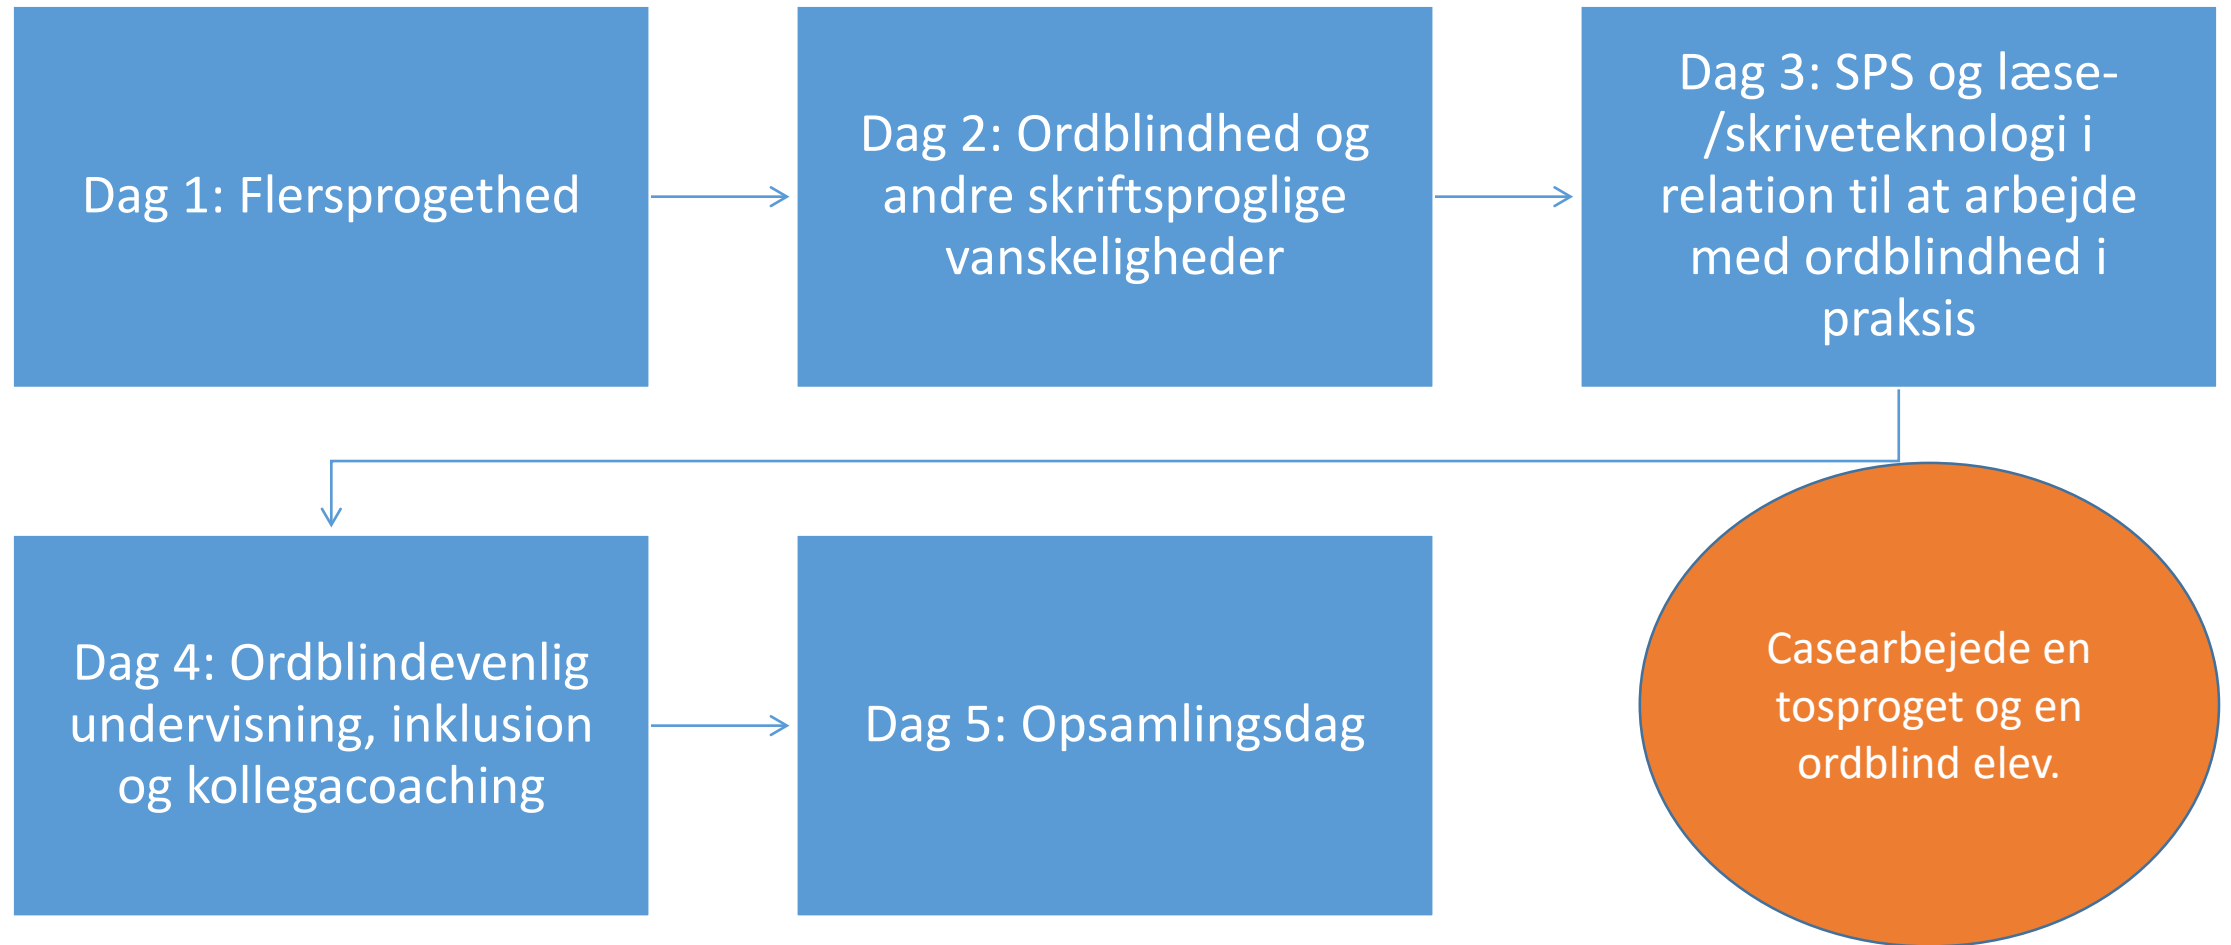 Dag 1: Flersprogethed
Dag 2: Ordblindhed og
andre skriftsproglige
vanskeligheder
Dag 3: SPS og læse-
/skriveteknologi i
relation til at arbejde
med ordblindhed i
praksis
Dag 4: Ordblindevenlig
undervisning, inklusion
og kollegacoaching
Dag 5: Opsamlingsdag
Casearbejede en
tosproget og en
ordblind elev.